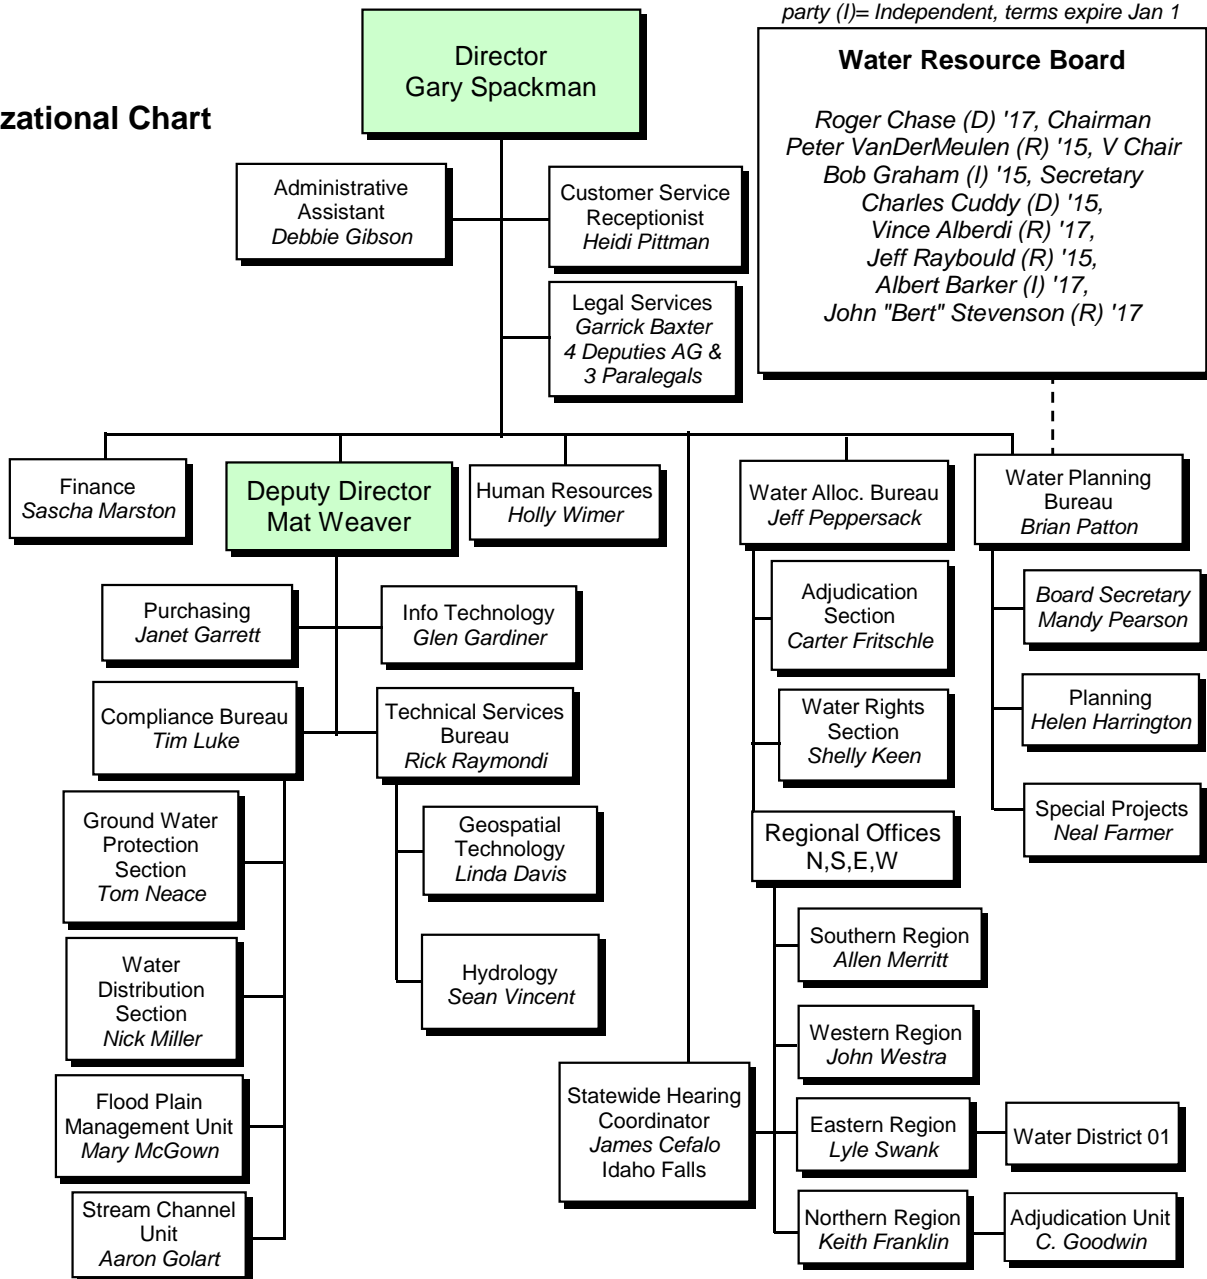 party (I)= Independent, terms expire Jan 1
Director
Gary Spackman
zational Chart
Water Resource Board
Roger Chase (D) '17, Chairman
Peter VanDerMeulen (R) '15, V Chair
Bob Graham (I) '15, Secretary
Charles Cuddy (D) '15,
Vince Alberdi (R) '17,
Jeff Raybould (R) '15,
Albert Barker (I) '17,
John "Bert" Stevenson (R) '17
Administrative
Assistant
Debbie Gibson
Customer Service
Receptionist
Heidi Pittman
Legal Services
Garrick Baxter
4 Deputies AG &
3 Paralegals
Finance
Sascha Marston
Deputy Director
Mat Weaver
Human Resources
Holly Wimer
Water Alloc. Bureau
Jeff Peppersack
Water Planning
Bureau
Brian Patton
Purchasing
Janet Garrett
Info Technology
Glen Gardiner
Adjudication
Section
Carter Fritschle
Board Secretary
Mandy Pearson
Compliance Bureau
Tim Luke
Technical Services
Bureau
Rick Raymondi
Water Rights
Section
Shelly Keen
Planning
Helen Harrington
Ground Water
Protection
Section
Tom Neace
Geospatial
Technology
Linda Davis
Regional Offices
N,S,E,W
Special Projects
Neal Farmer
Water
Distribution
Section
Nick Miller
Hydrology
Sean Vincent
Southern Region
Allen Merritt
Western Region
John Westra
Flood Plain
Management Unit
Mary McGown
Statewide Hearing
Coordinator
James Cefalo
Idaho Falls
Eastern Region
Lyle Swank
Water District 01
Stream Channel
Unit
Aaron Golart
Northern Region
Keith Franklin
Adjudication Unit
C. Goodwin